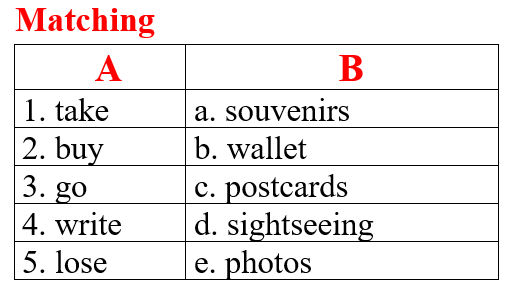 Matching
A B
1. take a. souvenirs
2. buy b. wallet
3. go c. postcards
4. write d. sightseeing
5. lose e. photos